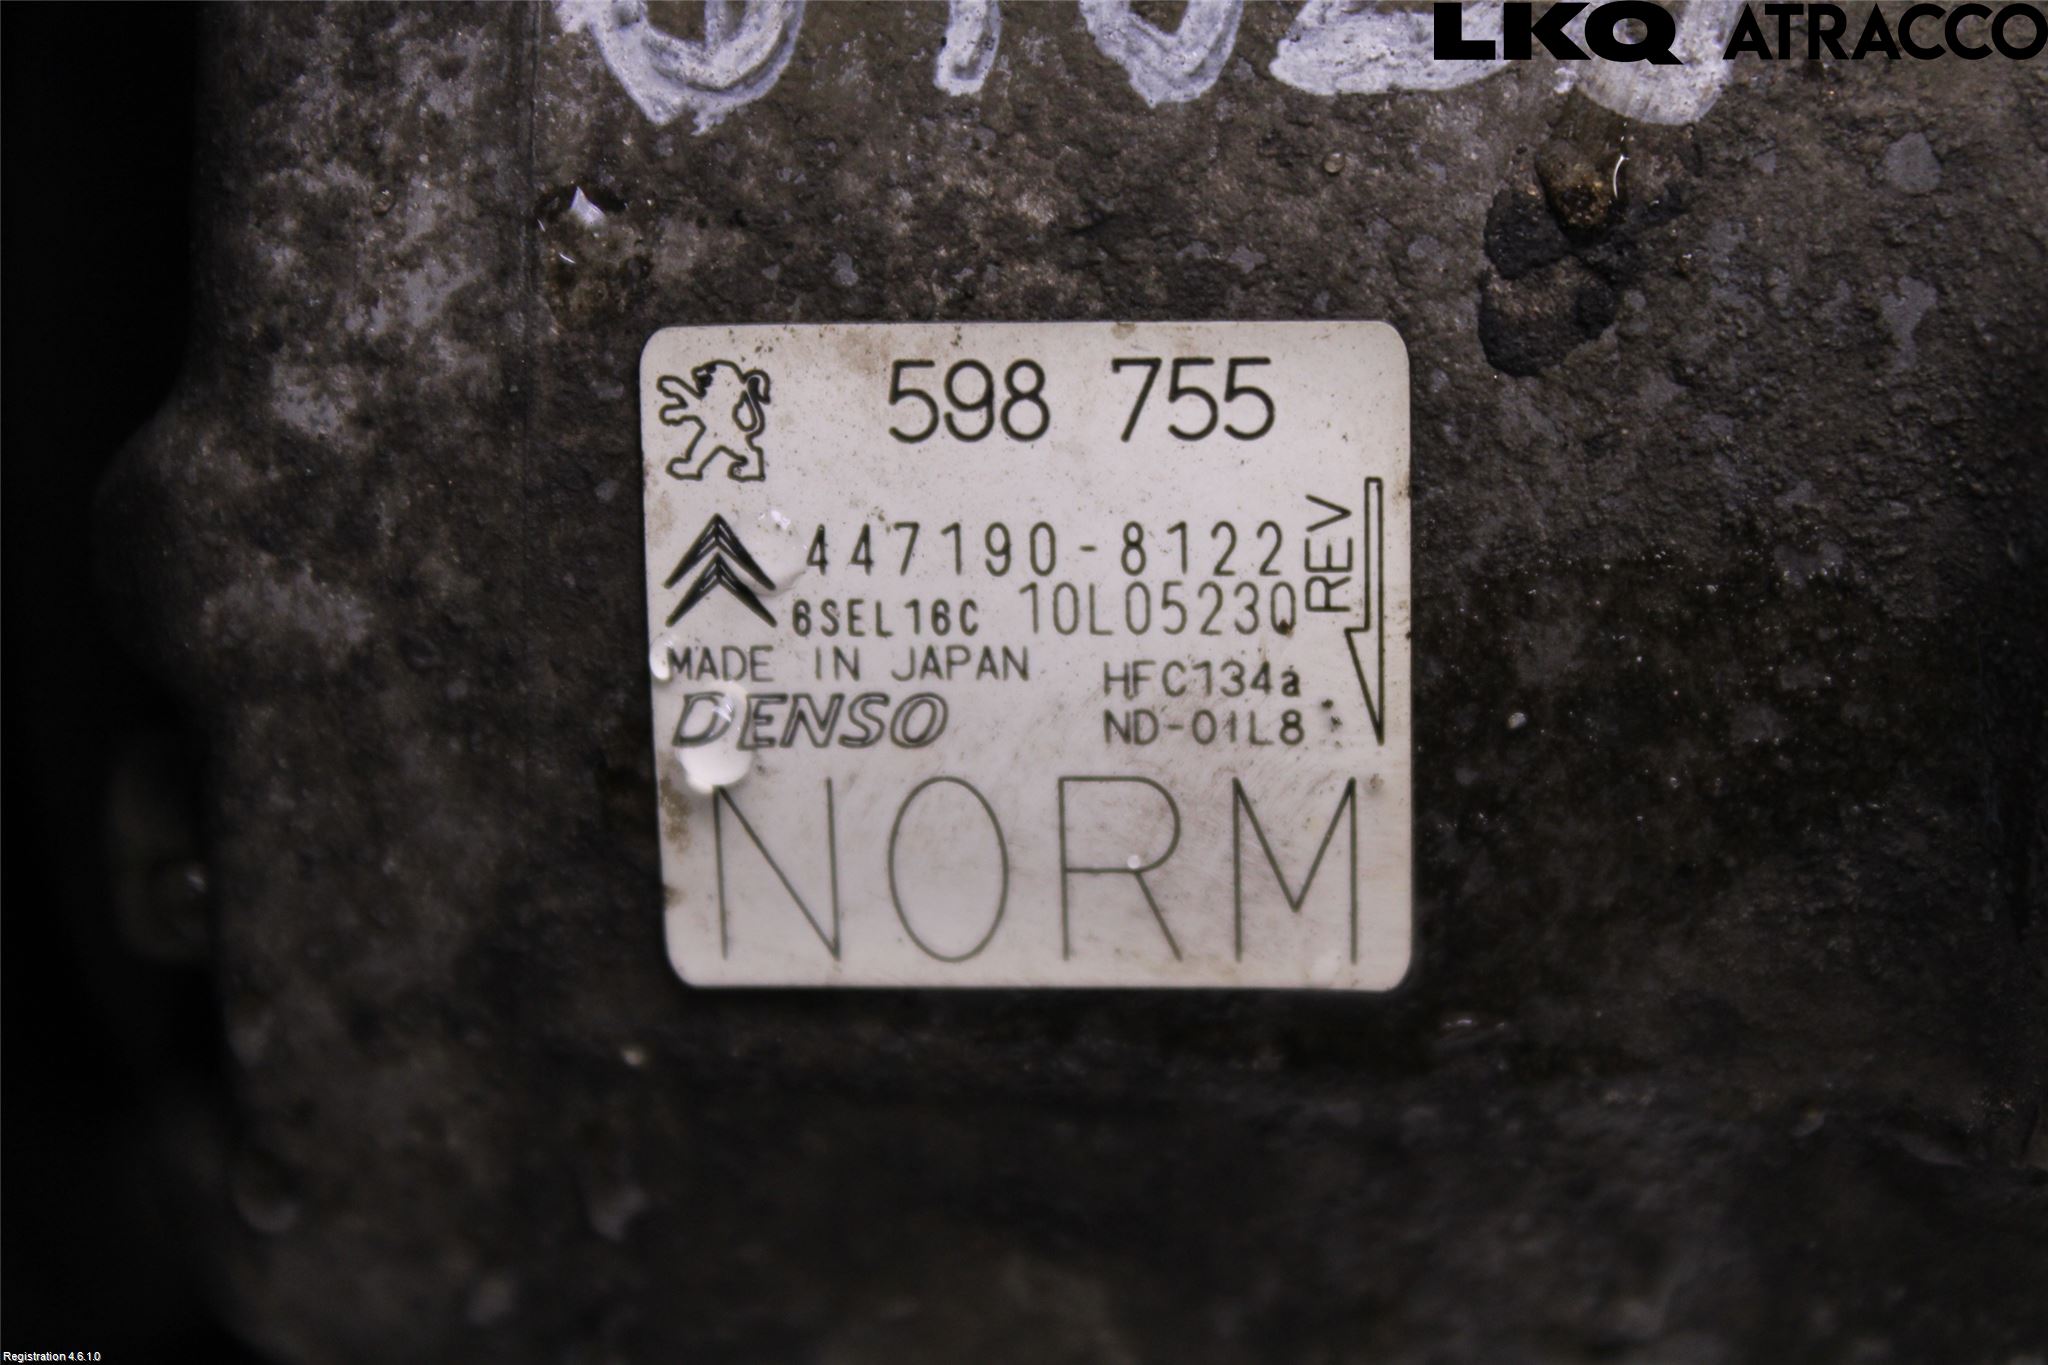 LKQ ATRACCO
598 755
447190-8122
REV
6SEL16C 10L05230
MADE IN JAPAN HFC134a
DENSO ND-01L8
NORM
Registration 4.6.1.0